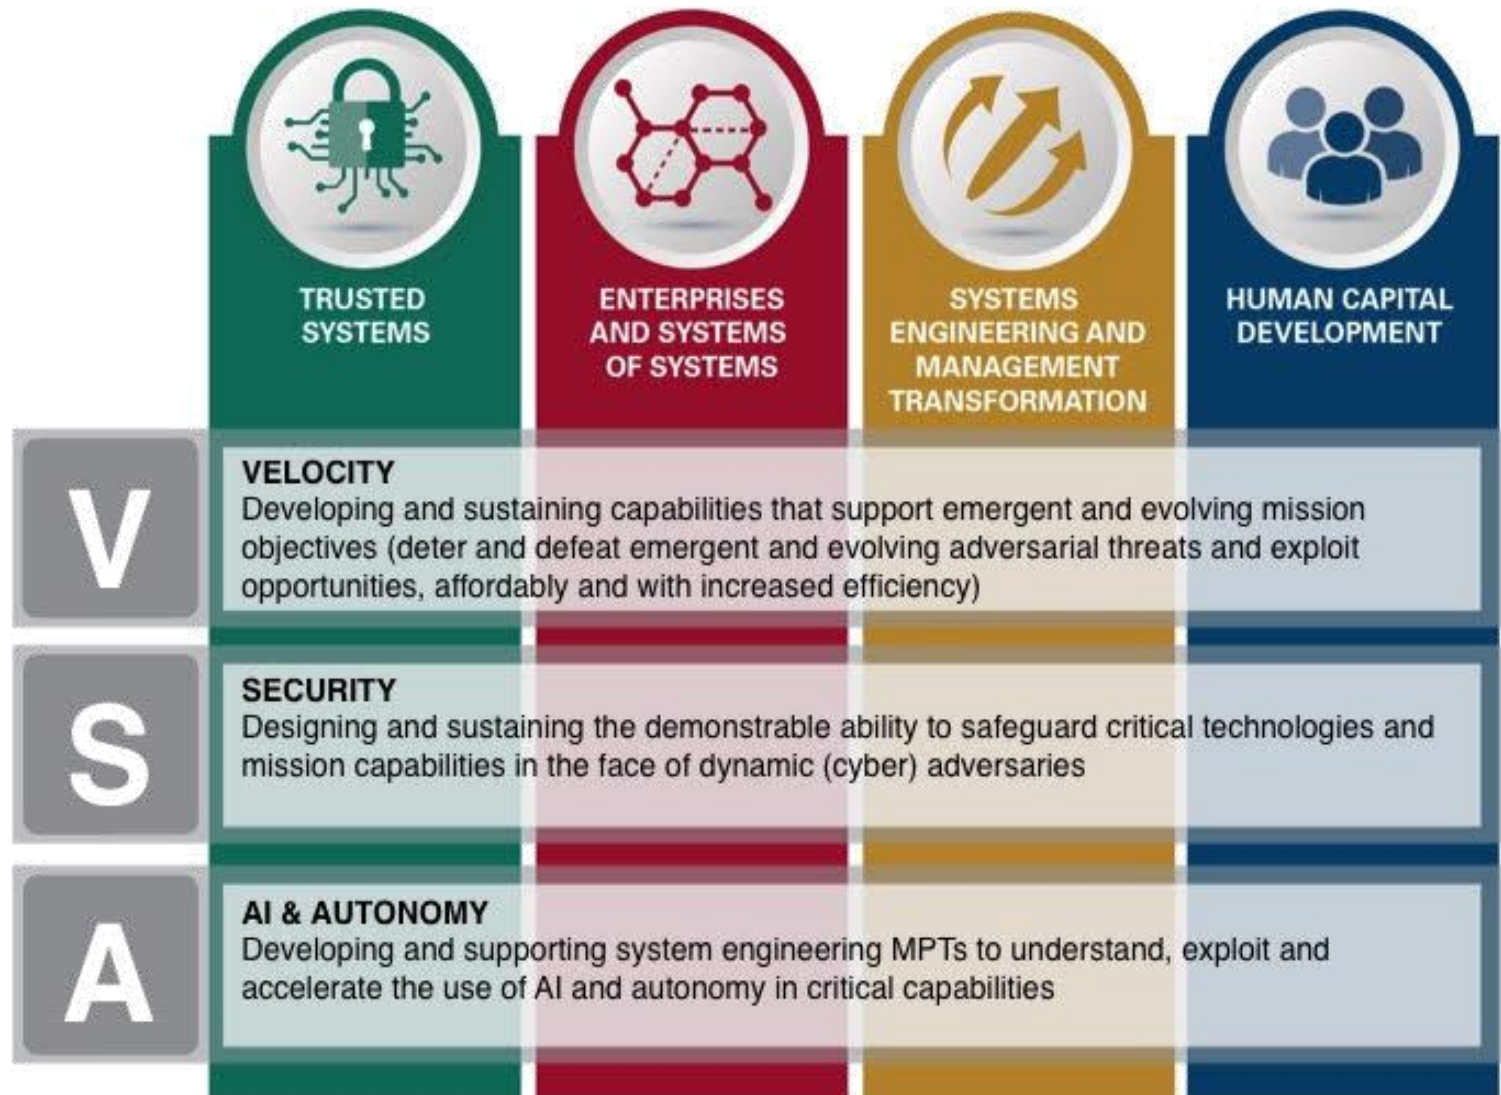 TRUSTED
SYSTEMS
ENTERPRISES
AND SYSTEMS
OF SYSTEMS
SYSTEMS
ENGINEERING AND
MANAGEMENT
TRANSFORMATION
HUMAN CAPITAL
DEVELOPMENT
V
VELOCITY
Developing and sustaining capabilities that support emergent and evolving mission
objectives (deter and defeat emergent and evolving adversarial threats and exploit
opportunities, affordably and with increased efficiency)
S
SECURITY
Designing and sustaining the demonstrable ability to safeguard critical technologies and
mission capabilities in the face of dynamic (cyber) adversaries
A
AI & AUTONOMY
Developing and supporting system engineering MPTs to understand, exploit and
accelerate the use of AI and autonomy in critical capabilities